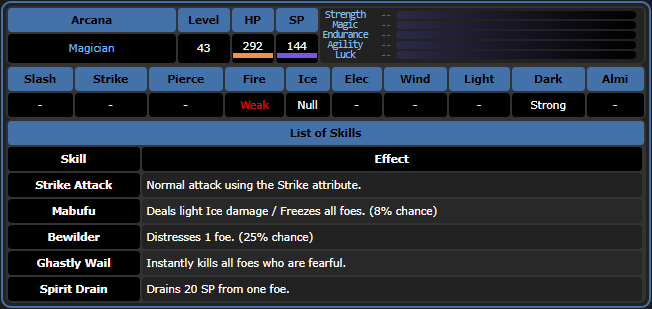 Arcana Level HP SP
Magician 43 292 144
Strength --
Magic --
Endurance --
Agility --
Luck --
Slash Strike Pierce Fire Ice Elec Wind Light Dark Almi
- - - Weak Null - - - Strong -
List of Skills
Skill Effect
Strike Attack Normal attack using the Strike attribute.
Mabufu Deals light Ice damage / Freezes all foes. (8% chance)
Bewilder Distresses 1 foe. (25% chance)
Ghastly Wail Instantly kills all foes who are fearful.
Spirit Drain Drains 20 SP from one foe.